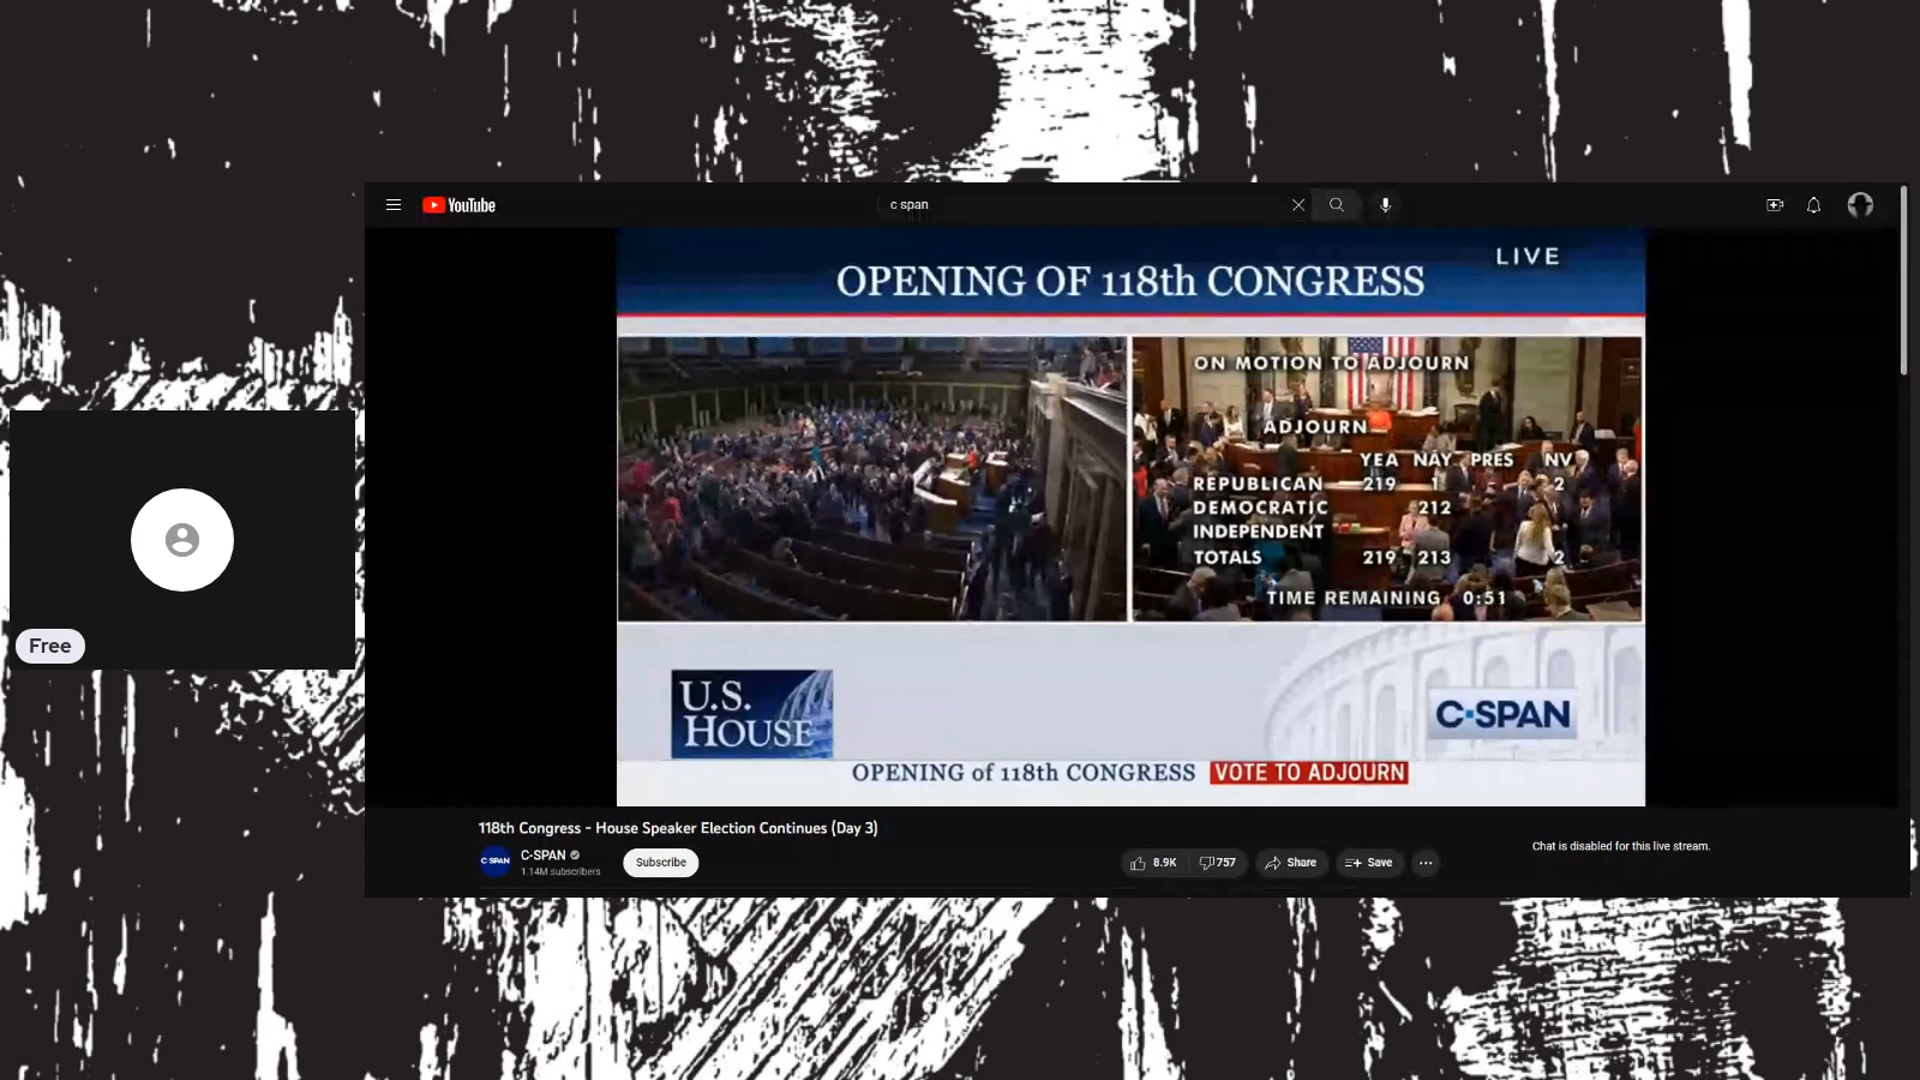 YouTube
c span
LIVE
OPENING OF 118th CONGRESS
ON MOTION TO ADJOURN
ADJOURN
YEA NAY PRES NV
REPUBLICAN 219 1 2
DEMOCRATIC 212
INDEPENDENT
TOTALS 219 213 2
TIME REMAINING 0:51
Free
U.S.
HOUSE
C-SPAN
OPENING of 118th CONGRESS VOTE TO ADJOURN
118th Congress - House Speaker Election Continues (Day 3)
C-SPAN
C-SPAN
1.14M subscribers
Subscribe
8.9K
757
Share
Save
Chat is disabled for this live stream.